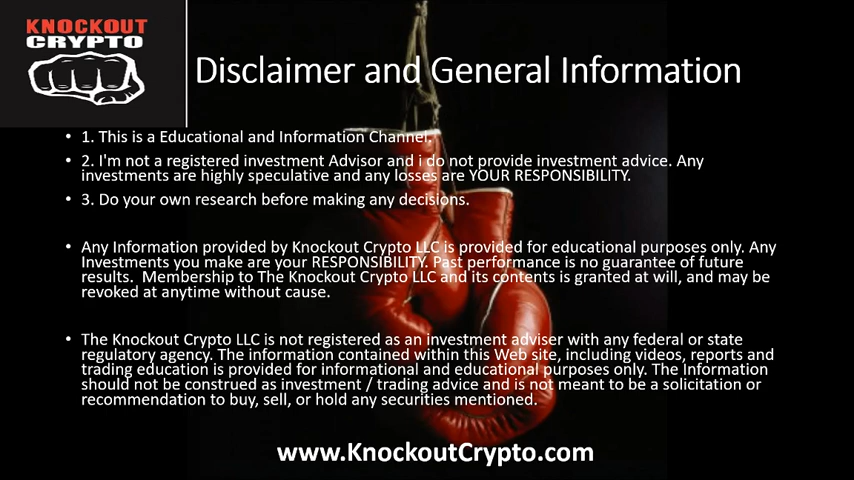 KNOCKOUT
CRYPTO
Disclaimer and General Information
• 1. This is a Educational and Information Channel.
• 2. I'm not a registered investment Advisor and i do not provide investment advice. Any
investments are highly speculative and any losses are YOUR RESPONSIBILITY.
• 3. Do your own research before making any decisions.
• Any Information provided by Knockout Crypto LLC is provided for educational purposes only. Any
Investments you make are your RESPONSIBILITY. Past performance is no guarantee of future
results. Membership to The Knockout Crypto LLC and its contents is granted at will, and may be
revoked at anytime without cause.
• The Knockout Crypto LLC is not registered as an investment adviser with any federal or state
regulatory agency. The information contained within this Web site, including videos, reports and
trading education is provided for informational and educational purposes only. The Information
should not be construed as investment / trading advice and is not meant to be a solicitation or
recommendation to buy, sell, or hold any securities mentioned.
www.KnockoutCrypto.com